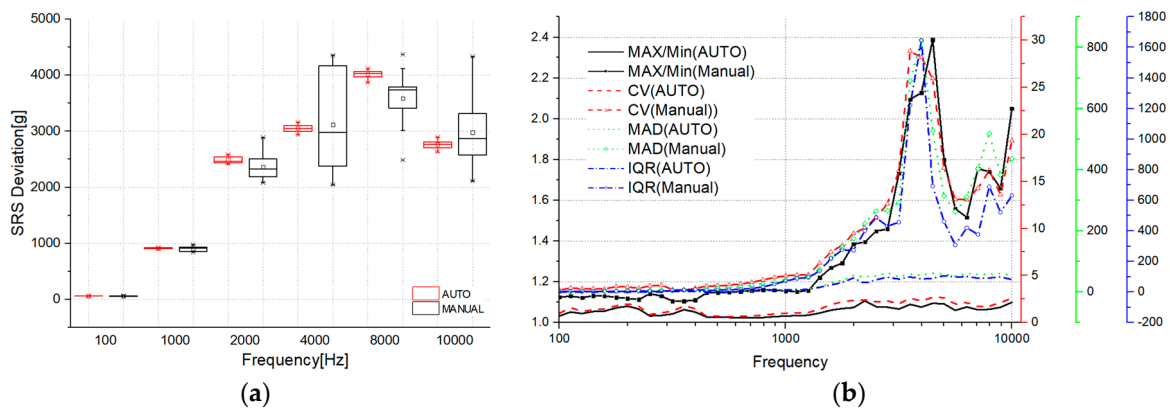 (a)
5000
4000
3000
2000
1000
0
SRS Deviation[g]
100 1000 2000 4000 8000 10000
Frequency[Hz]
AUTO
MANUAL
(b)
2.4
2.2
2.0
1.8
1.6
1.4
1.2
1.0
MAX/Min(AUTO)
MAX/Min(Manual)
CV(AUTO)
CV(Manual))
MAD(AUTO)
MAD(Manual)
IQR(AUTO)
IQR(Manual)
100 1000 10000
Frequency
30
25
20
15
10
5
0
800
600
400
200
0
1800
1600
1400
1200
1000
800
600
400
200
0
-200
(a)
(b)